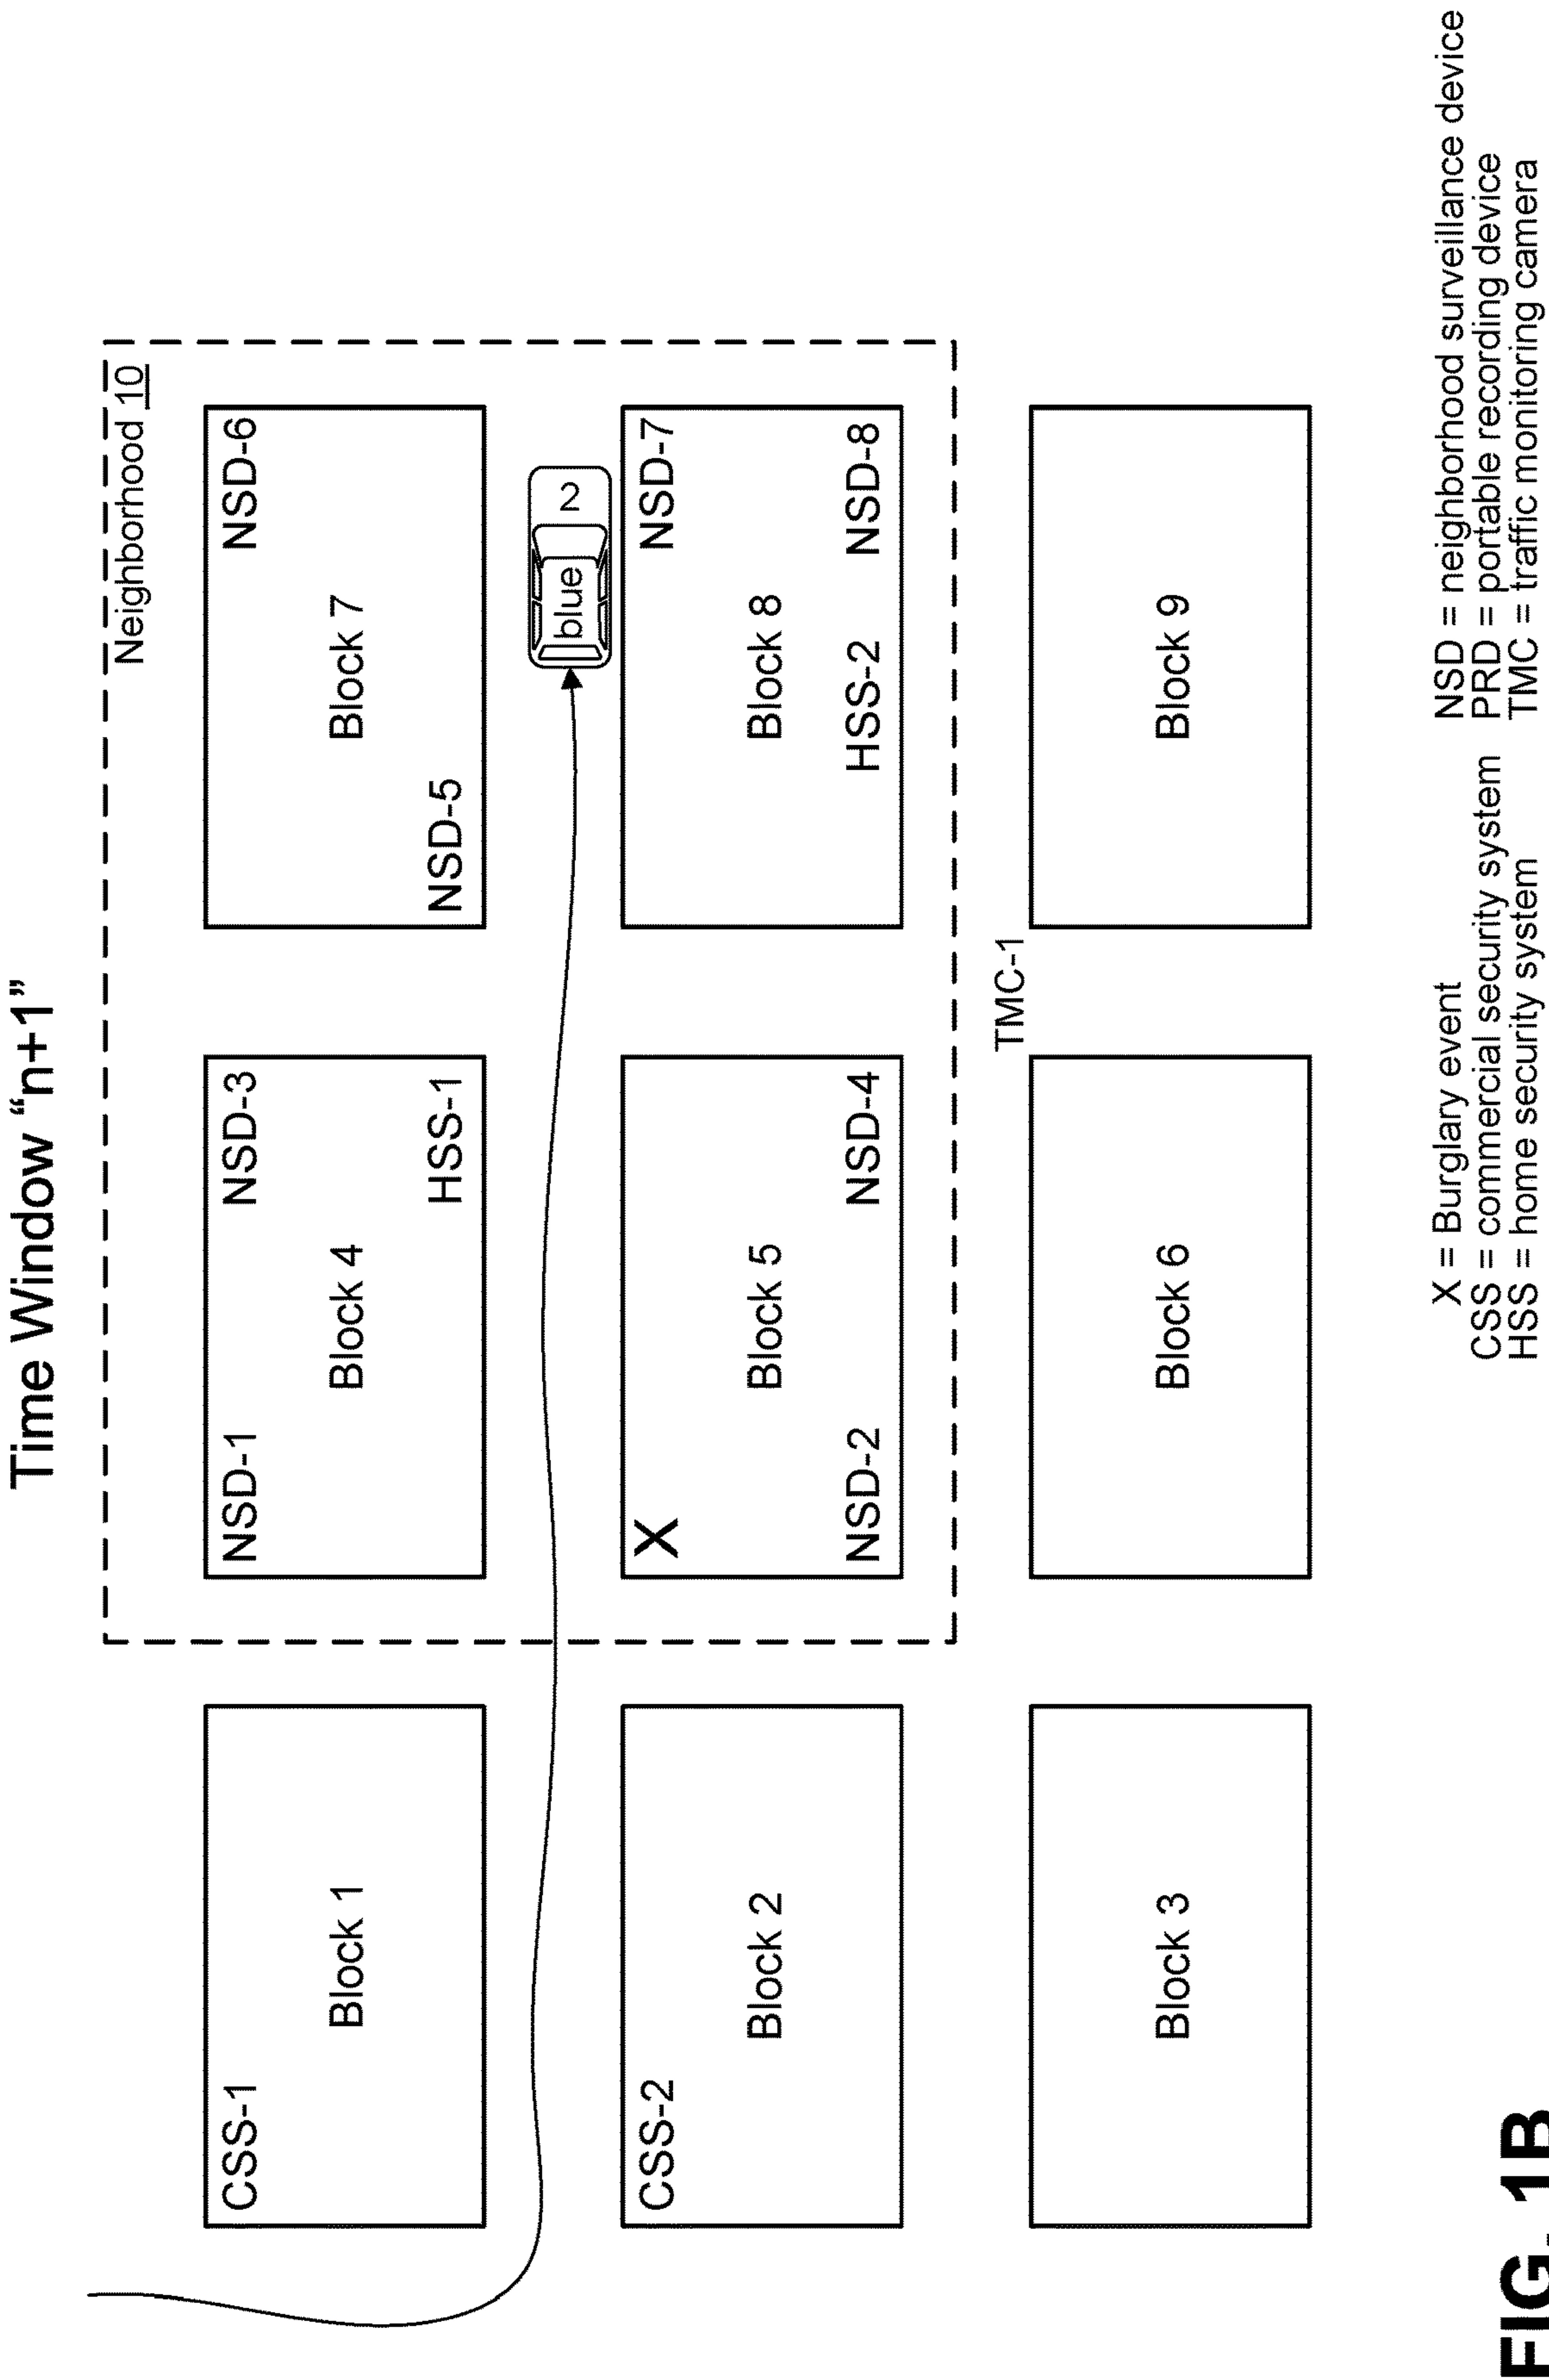 Time Window “n+1”
Neighborhood 10
CSS-1
NSD-1
NSD-3
NSD-6
Block 1
Block 4
Block 7
HSS-1
NSD-5
blue
2
CSS-2
X
NSD-7
Block 2
Block 5
Block 8
NSD-2
NSD-4
HSS-2
NSD-8
TMC-1
Block 3
Block 6
Block 9
X = Burglary event
CSS = commercial security system
HSS = home security system
NSD = neighborhood surveillance device
PRD = portable recording device
TMC = traffic monitoring camera
FIG. 1B